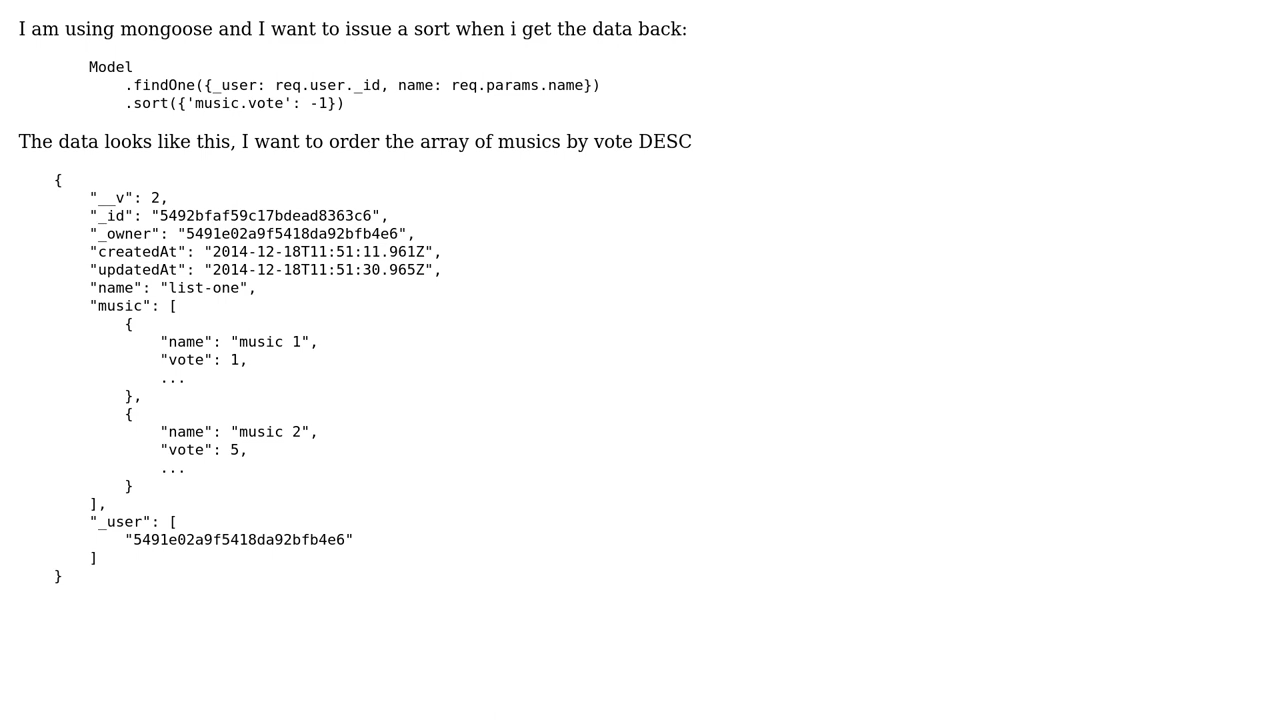 I am using mongoose and I want to issue a sort when i get the data back:
Model
.findOne({_user: req.user._id, name: req.params.name})
.sort({'music.vote': -1})
The data looks like this, I want to order the array of musics by vote DESC
{
"__v": 2,
"_id": "5492bfaf59c17bdead8363c6",
"_owner": "5491e02a9f5418da92bfb4e6",
"createdAt": "2014-12-18T11:51:11.961Z",
"updatedAt": "2014-12-18T11:51:30.965Z",
"name": "list-one",
"music": [
{
"name": "music 1",
"vote": 1,
...
},
{
"name": "music 2",
"vote": 5,
...
}
],
"_user": [
"5491e02a9f5418da92bfb4e6"
]
}